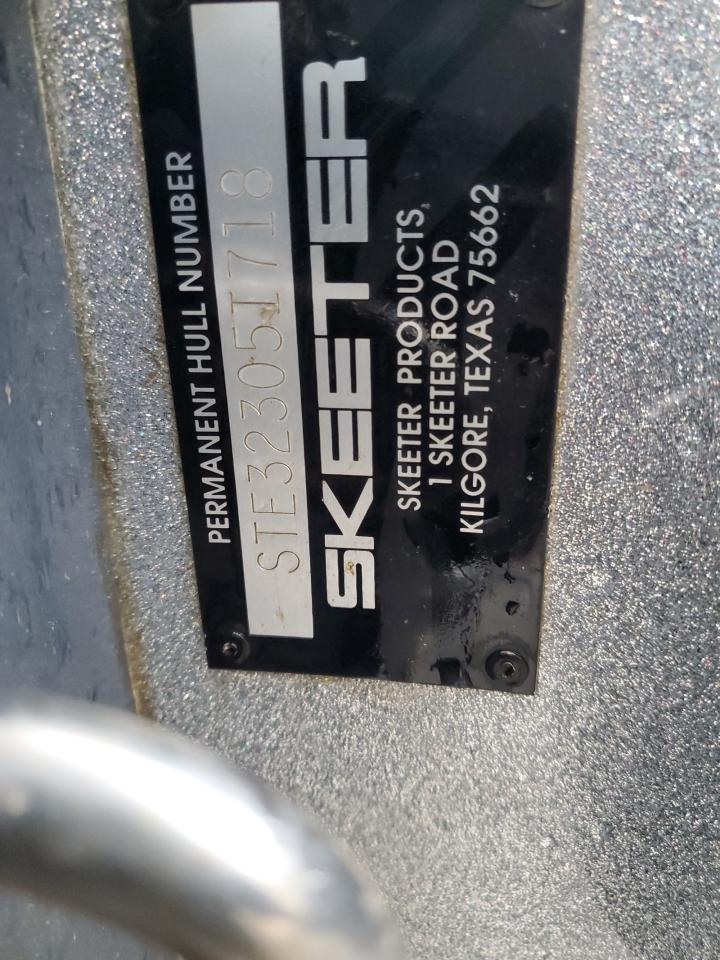 PERMANENT HULL NUMBER
STE32305I718
SKEETER
SKEETER PRODUCTS,
1 SKEETER ROAD
KILGORE, TEXAS 75662